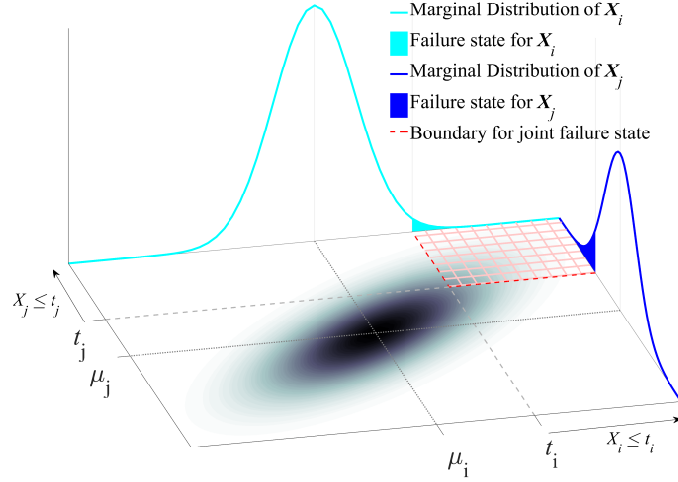 Marginal Distribution of X_i
Failure state for X_i
Marginal Distribution of X_j
Failure state for X_j
Boundary for joint failure state
X_j ≤ t_j
t_j
μ_j
μ_i
t_i
X_i ≤ t_i